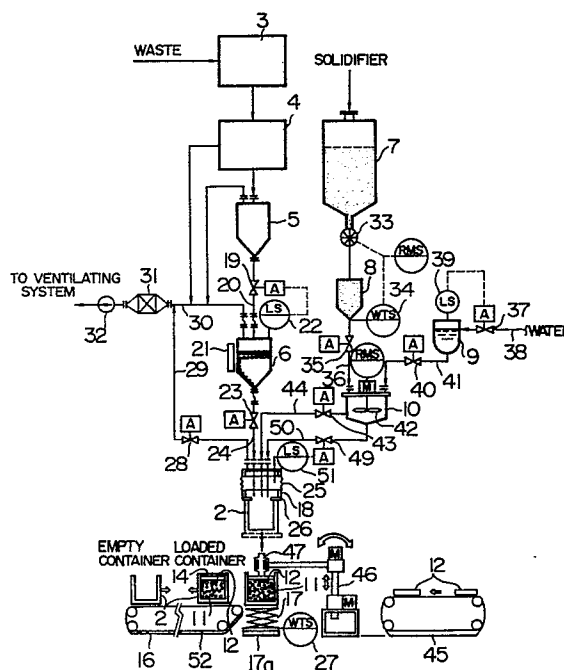 3
WASTE
SOLIDIFIER
4
7
5
33
RMS
39
TO VENTILATING SYSTEM
31
19
A
8
34
LS
A
37
20
LS
WTS
WATER
32
30
22
9
38
21
6
A
35
RMS
A
36
M
40
41
29
23
44
A
10
A
42
24
50
43
A
28
LS
A
49
51
25
18
2
26
47
M
EMPTY CONTAINER
LOADED CONTAINER
14
12
11
46
12
2
17
M
11
12
WTS
16
52
17a
27
45